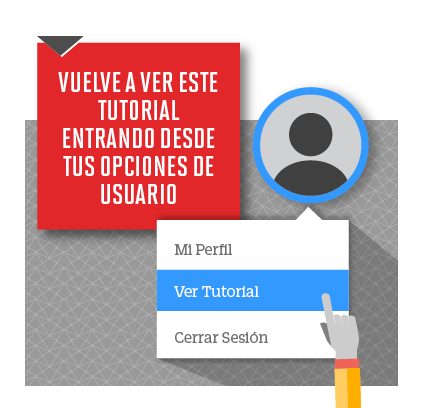 VUELVE A VER ESTE
TUTORIAL
ENTRANDO DESDE
TUS OPCIONES DE
USUARIO
Mi Perfil
Ver Tutorial
Cerrar Sesión